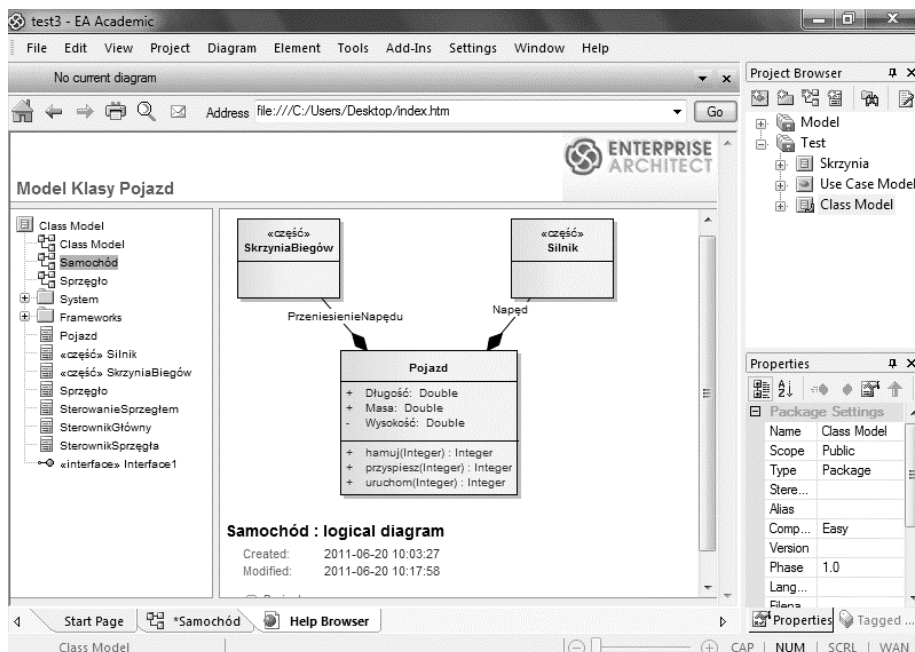 test3 - EA Academic
File Edit View Project Diagram Element Tools Add-Ins Settings Window Help
No current diagram
Address file:///C:/Users/Desktop/index.htm Go
ENTERPRISE
ARCHITECT
Model Klasy Pojazd
Class Model
Class Model
Samochód
Sprzęgło
System
Frameworks
Pojazd
«część» Silnik
«część» SkrzyniaBiegów
Sprzęgło
SterowanieSprzegłem
SterownikGłówny
SterownikSprzęgła
«interface» Interface1
«część»
SkrzyniaBiegów
«część»
Silnik
PrzeniesienieNapędu
Napęd
Pojazd
+ Długość: Double
+ Masa: Double
- Wysokość: Double
+ hamuj(Integer) : Integer
+ przyspiesz(Integer) : Integer
+ uruchom(Integer) : Integer
Samochód : logical diagram
Created: 2011-06-20 10:03:27
Modified: 2011-06-20 10:17:58
Project Browser
Model
Test
Skrzynia
Use Case Model
Class Model
Properties
Package Settings
Name Class Model
Scope Public
Type Package
Stere...
Alias
Comp... Easy
Version
Phase 1.0
Lang...
Filena
Start Page *Samochód Help Browser
Properties Tagged ...
Class Model
CAP NUM SCRL WAN